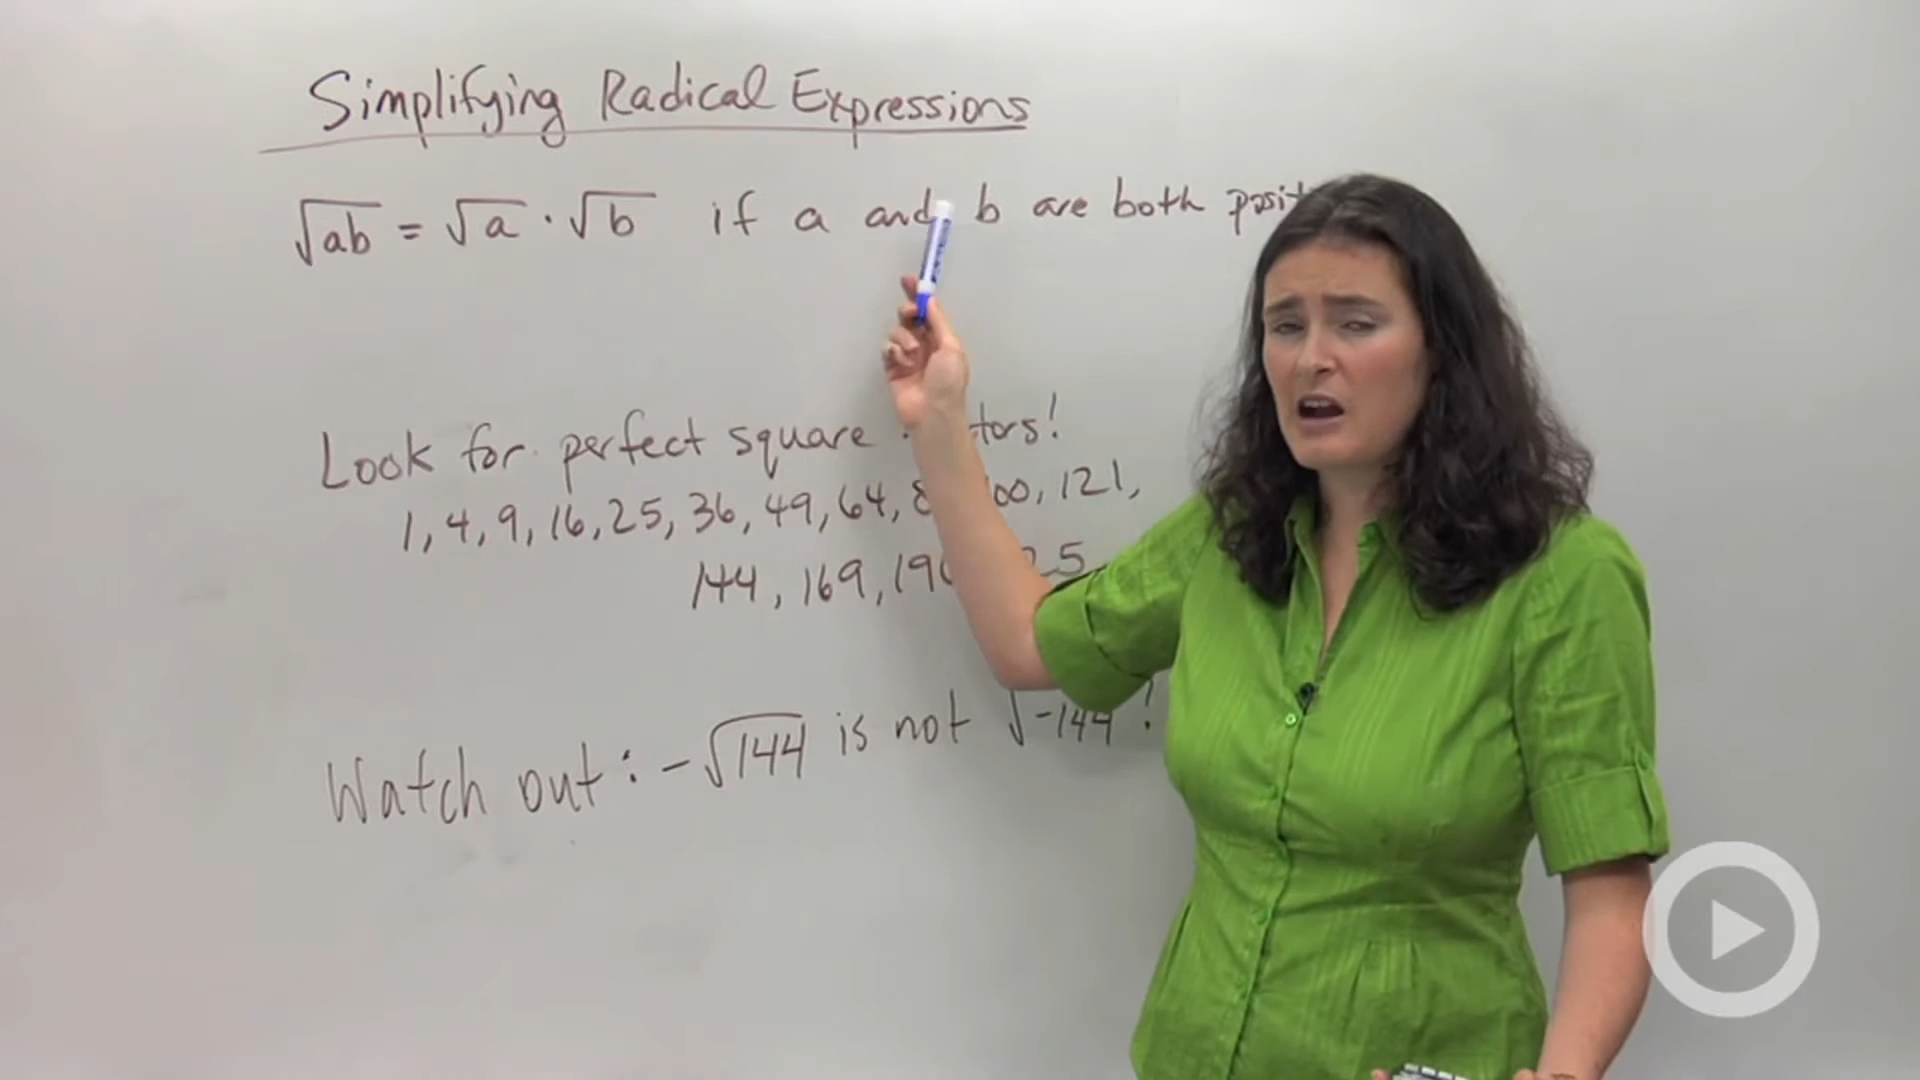 Simplifying Radical Expressions
√ab = √a · √b if a and b are both
Look for perfect square
1, 4, 9, 16, 25, 36, 49, 64, 121,
144, 169,
Watch out: -√144 is not √-144!